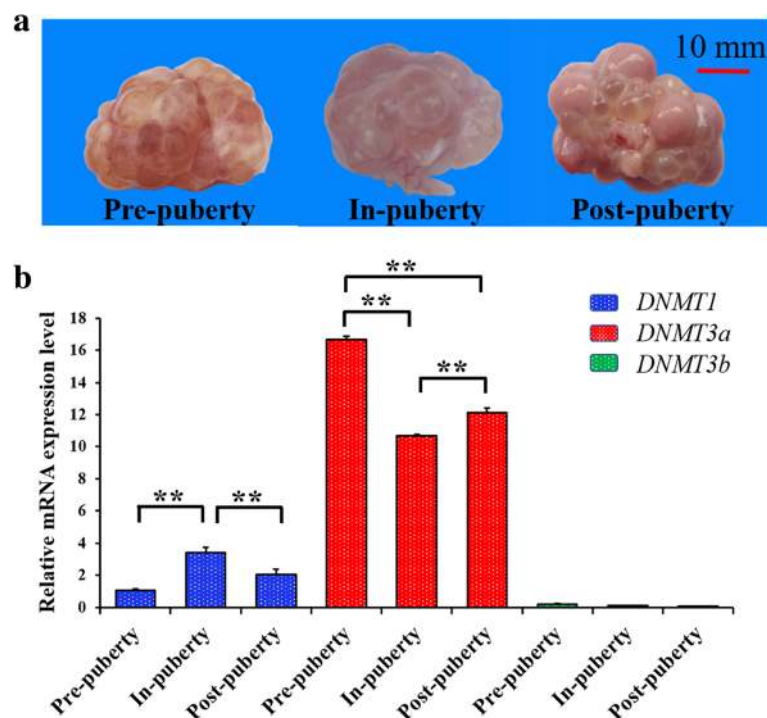 a
10 mm
Pre-puberty In-puberty Post-puberty
b
**
**
**
**
**
DNMT1
DNMT3a
DNMT3b
Relative mRNA expression level
18
16
14
12
10
8
6
4
2
0
Pre-puberty
In-puberty
Post-puberty
Pre-puberty
In-puberty
Post-puberty
Pre-puberty
In-puberty
Post-puberty